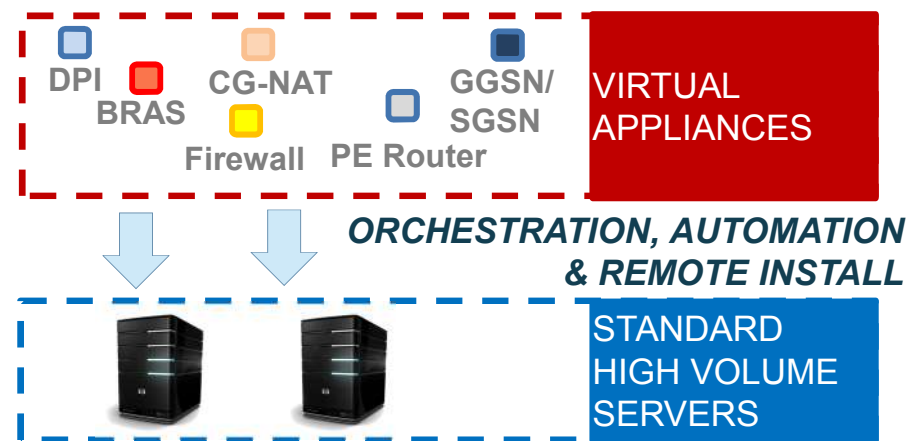 DPI
BRAS
CG-NAT
Firewall
PE Router
GGSN/
SGSN
VIRTUAL
APPLIANCES
ORCHESTRATION, AUTOMATION
& REMOTE INSTALL
STANDARD
HIGH VOLUME
SERVERS